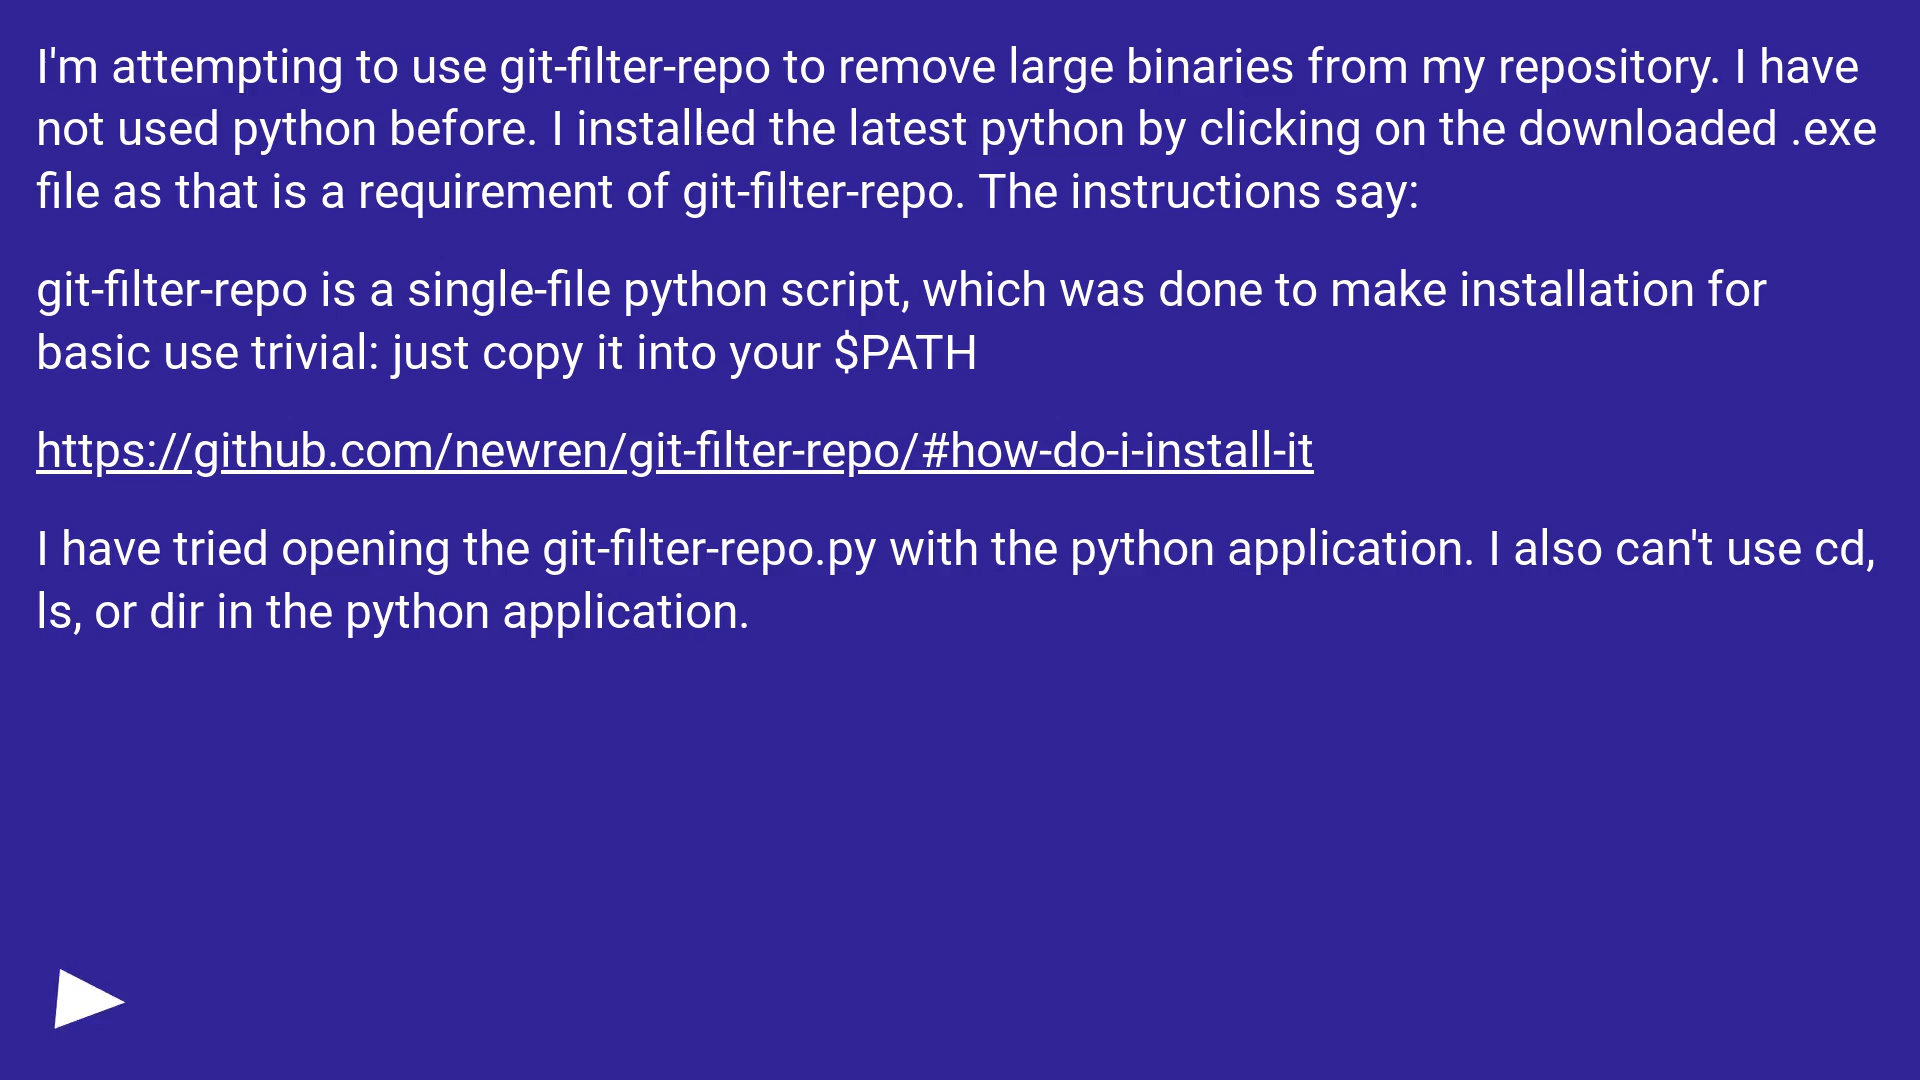 I'm attempting to use git-filter-repo to remove large binaries from my repository. I have
not used python before. I installed the latest python by clicking on the downloaded .exe
file as that is a requirement of git-filter-repo. The instructions say:
git-filter-repo is a single-file python script, which was done to make installation for
basic use trivial: just copy it into your $PATH
https://github.com/newren/git-filter-repo/#how-do-i-install-it
I have tried opening the git-filter-repo.py with the python application. I also can't use cd,
ls, or dir in the python application.